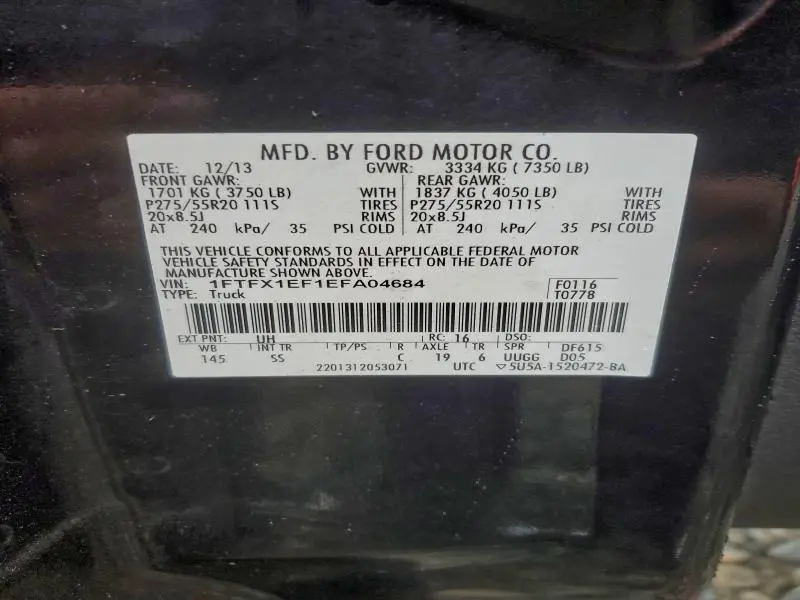 MFD. BY FORD MOTOR CO.
DATE: 12/13 GVWR: 3334 KG ( 7350 LB)
FRONT GAWR: REAR GAWR:
1701 KG ( 3750 LB) WITH 1837 KG ( 4050 LB) WITH
P275/55R20 111S TIRES P275/55R20 111S TIRES
20x8.5J RIMS 20x8.5J RIMS
AT 240 kPa/ 35 PSI COLD AT 240 kPa/ 35 PSI COLD
THIS VEHICLE CONFORMS TO ALL APPLICABLE FEDERAL MOTOR
VEHICLE SAFETY STANDARDS IN EFFECT ON THE DATE OF
MANUFACTURE SHOWN ABOVE.
VIN: 1FTFX1EF1EFA04684 F0116
TYPE: Truck T0778
EXT PNT: UH RC: 16 DSO:
WB INT TR TP/PS R AXLE TR SPR DF615
145 SS C 19 6 UUGG D05
2201312053071 UTC ▽5U5A-1520472-BA